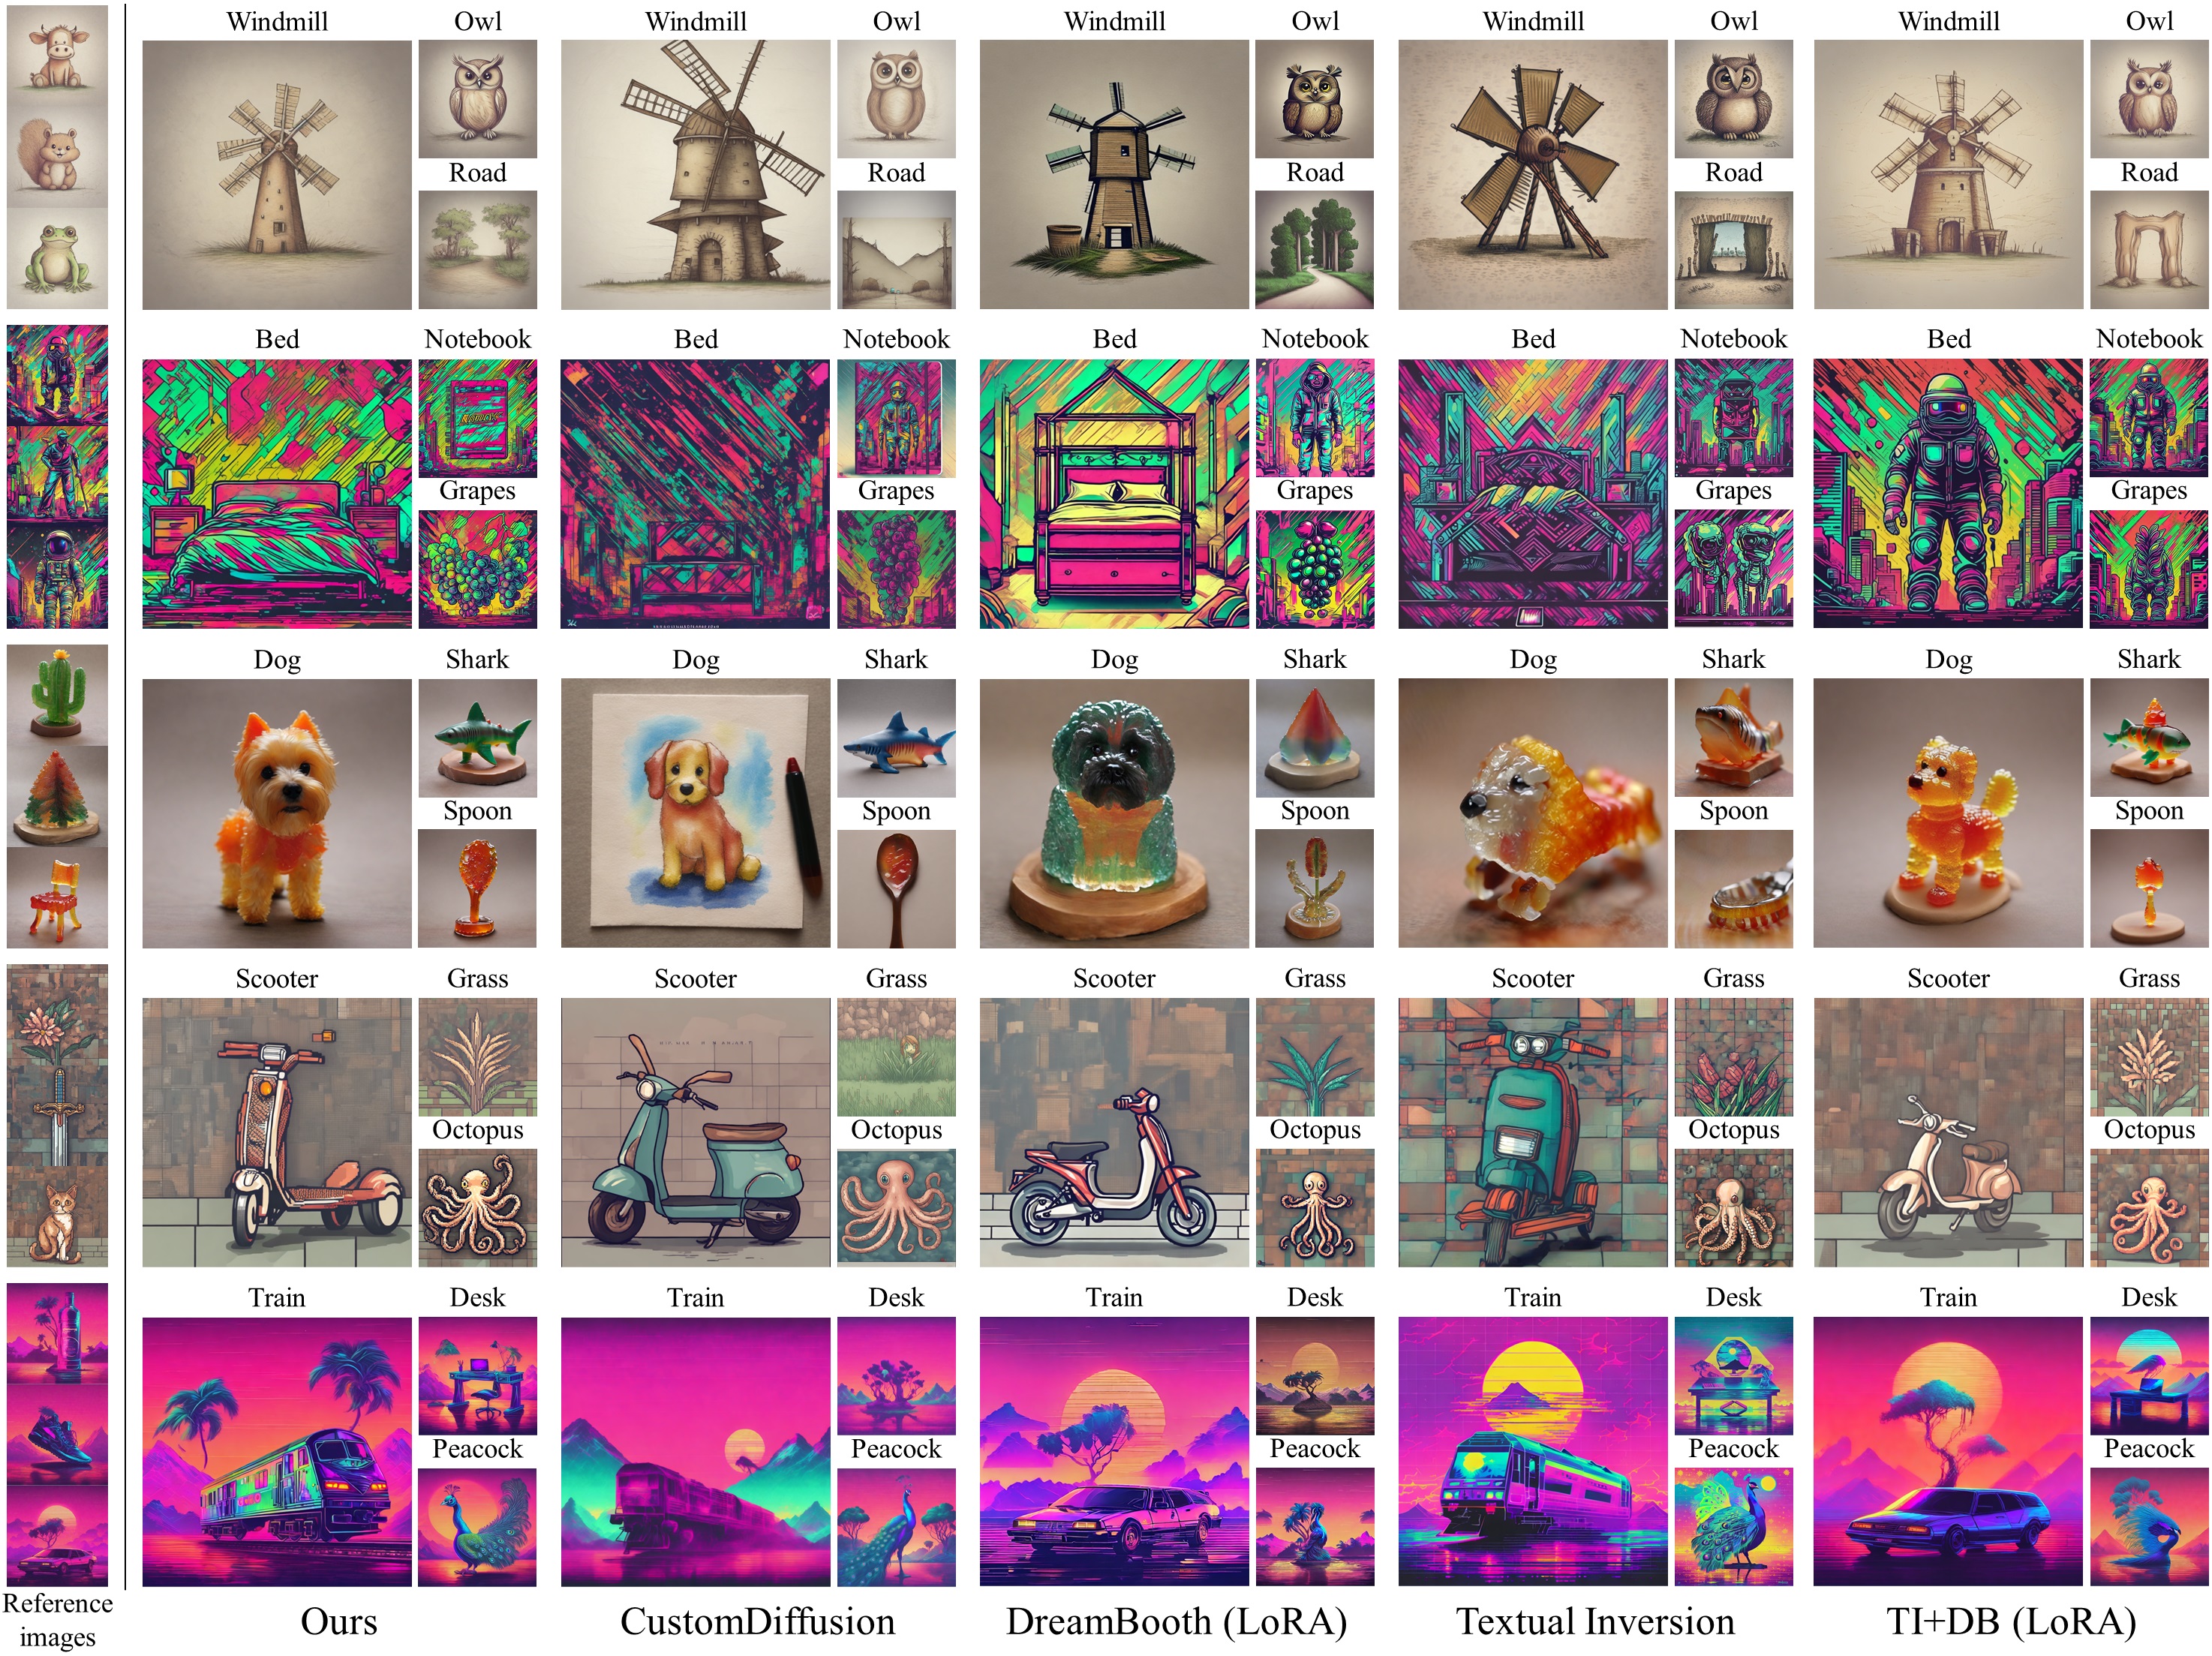 Windmill Owl Windmill Owl Windmill Owl Windmill Owl Windmill Owl
Road Road Road Road Road
Bed Notebook Bed Notebook Bed Notebook Bed Notebook Bed Notebook
Grapes Grapes Grapes Grapes Grapes
Dog Shark Dog Shark Dog Shark Dog Shark Dog Shark
Spoon Spoon Spoon Spoon Spoon
Scooter Grass Scooter Grass Scooter Grass Scooter Grass Scooter Grass
Octopus Octopus Octopus Octopus Octopus
Train Desk Train Desk Train Desk Train Desk Train Desk
Peacock Peacock Peacock Peacock Peacock
Reference
images
Ours CustomDiffusion DreamBooth (LoRA) Textual Inversion TI+DB (LoRA)